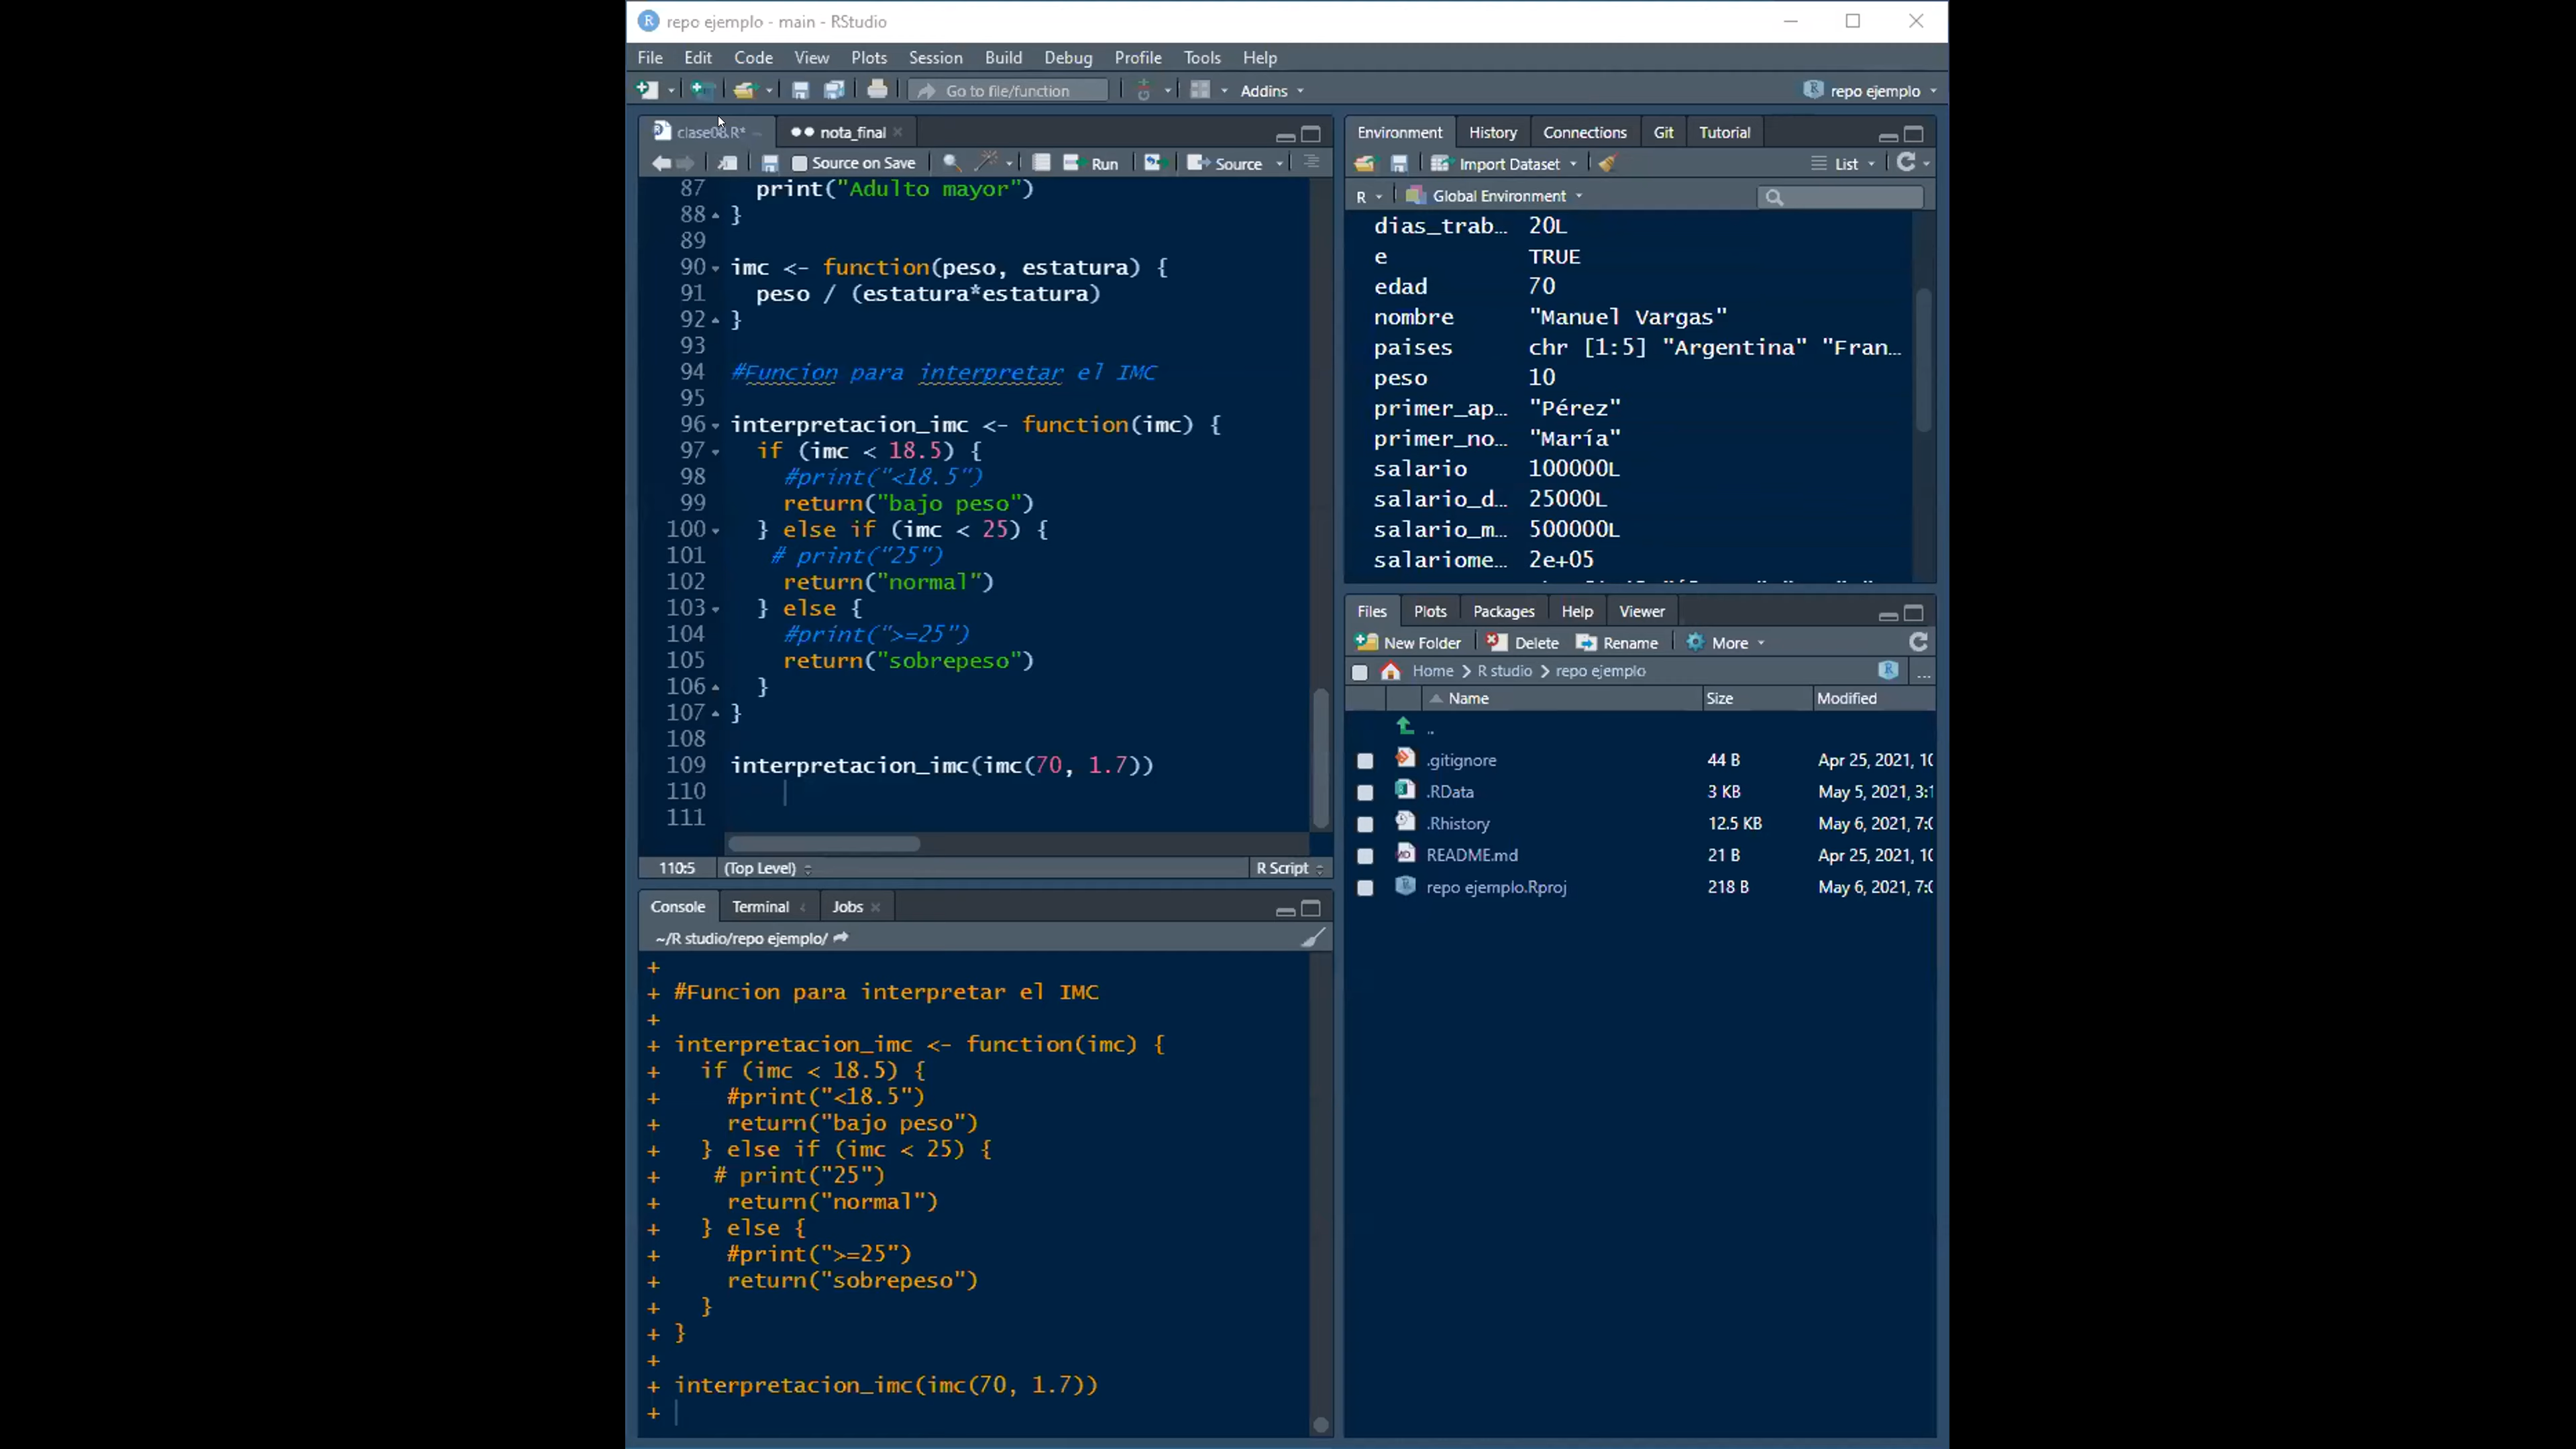 repo ejemplo - main - RStudio
File Edit Code View Plots Session Build Debug Profile Tools Help
Go to file/function Addins repo ejemplo
clase08.R* nota_final
Source on Save Run Source
87 print("Adulto mayor")
88 }
89
90 imc <- function(peso, estatura) {
91 peso / (estatura*estatura)
92 }
93
94 #Funcion para interpretar el IMC
95
96 interpretacion_imc <- function(imc) {
97 if (imc < 18.5) {
98 #print("<18.5")
99 return("bajo peso")
100 } else if (imc < 25) {
101 # print("25")
102 return("normal")
103 } else {
104 #print(">=25")
105 return("sobrepeso")
106 }
107 }
108
109 interpretacion_imc(imc(70, 1.7))
110
111
110:5 (Top Level) R Script
Console Terminal Jobs
~/R studio/repo ejemplo/
+
+ #Funcion para interpretar el IMC
+
+ interpretacion_imc <- function(imc) {
+ if (imc < 18.5) {
+ #print("<18.5")
+ return("bajo peso")
+ } else if (imc < 25) {
+ # print("25")
+ return("normal")
+ } else {
+ #print(">=25")
+ return("sobrepeso")
+ }
+ }
+
+ interpretacion_imc(imc(70, 1.7))
+
Environment History Connections Git Tutorial
Import Dataset List
R Global Environment
dias_trab... 20L
e TRUE
edad 70
nombre "Manuel Vargas"
paises chr [1:5] "Argentina" "Fran...
peso 10
primer_ap... "Pérez"
primer_no... "María"
salario 100000L
salario_d... 25000L
salario_m... 500000L
salariome... 2e+05
Files Plots Packages Help Viewer
New Folder Delete Rename More
Home R studio repo ejemplo ...
Name Size Modified
..
.gitignore 44 B Apr 25, 2021, 10
.RData 3 KB May 5, 2021, 3:1
.Rhistory 12.5 KB May 6, 2021, 7:0
README.md 21 B Apr 25, 2021, 10
repo ejemplo.Rproj 218 B May 6, 2021, 7:0